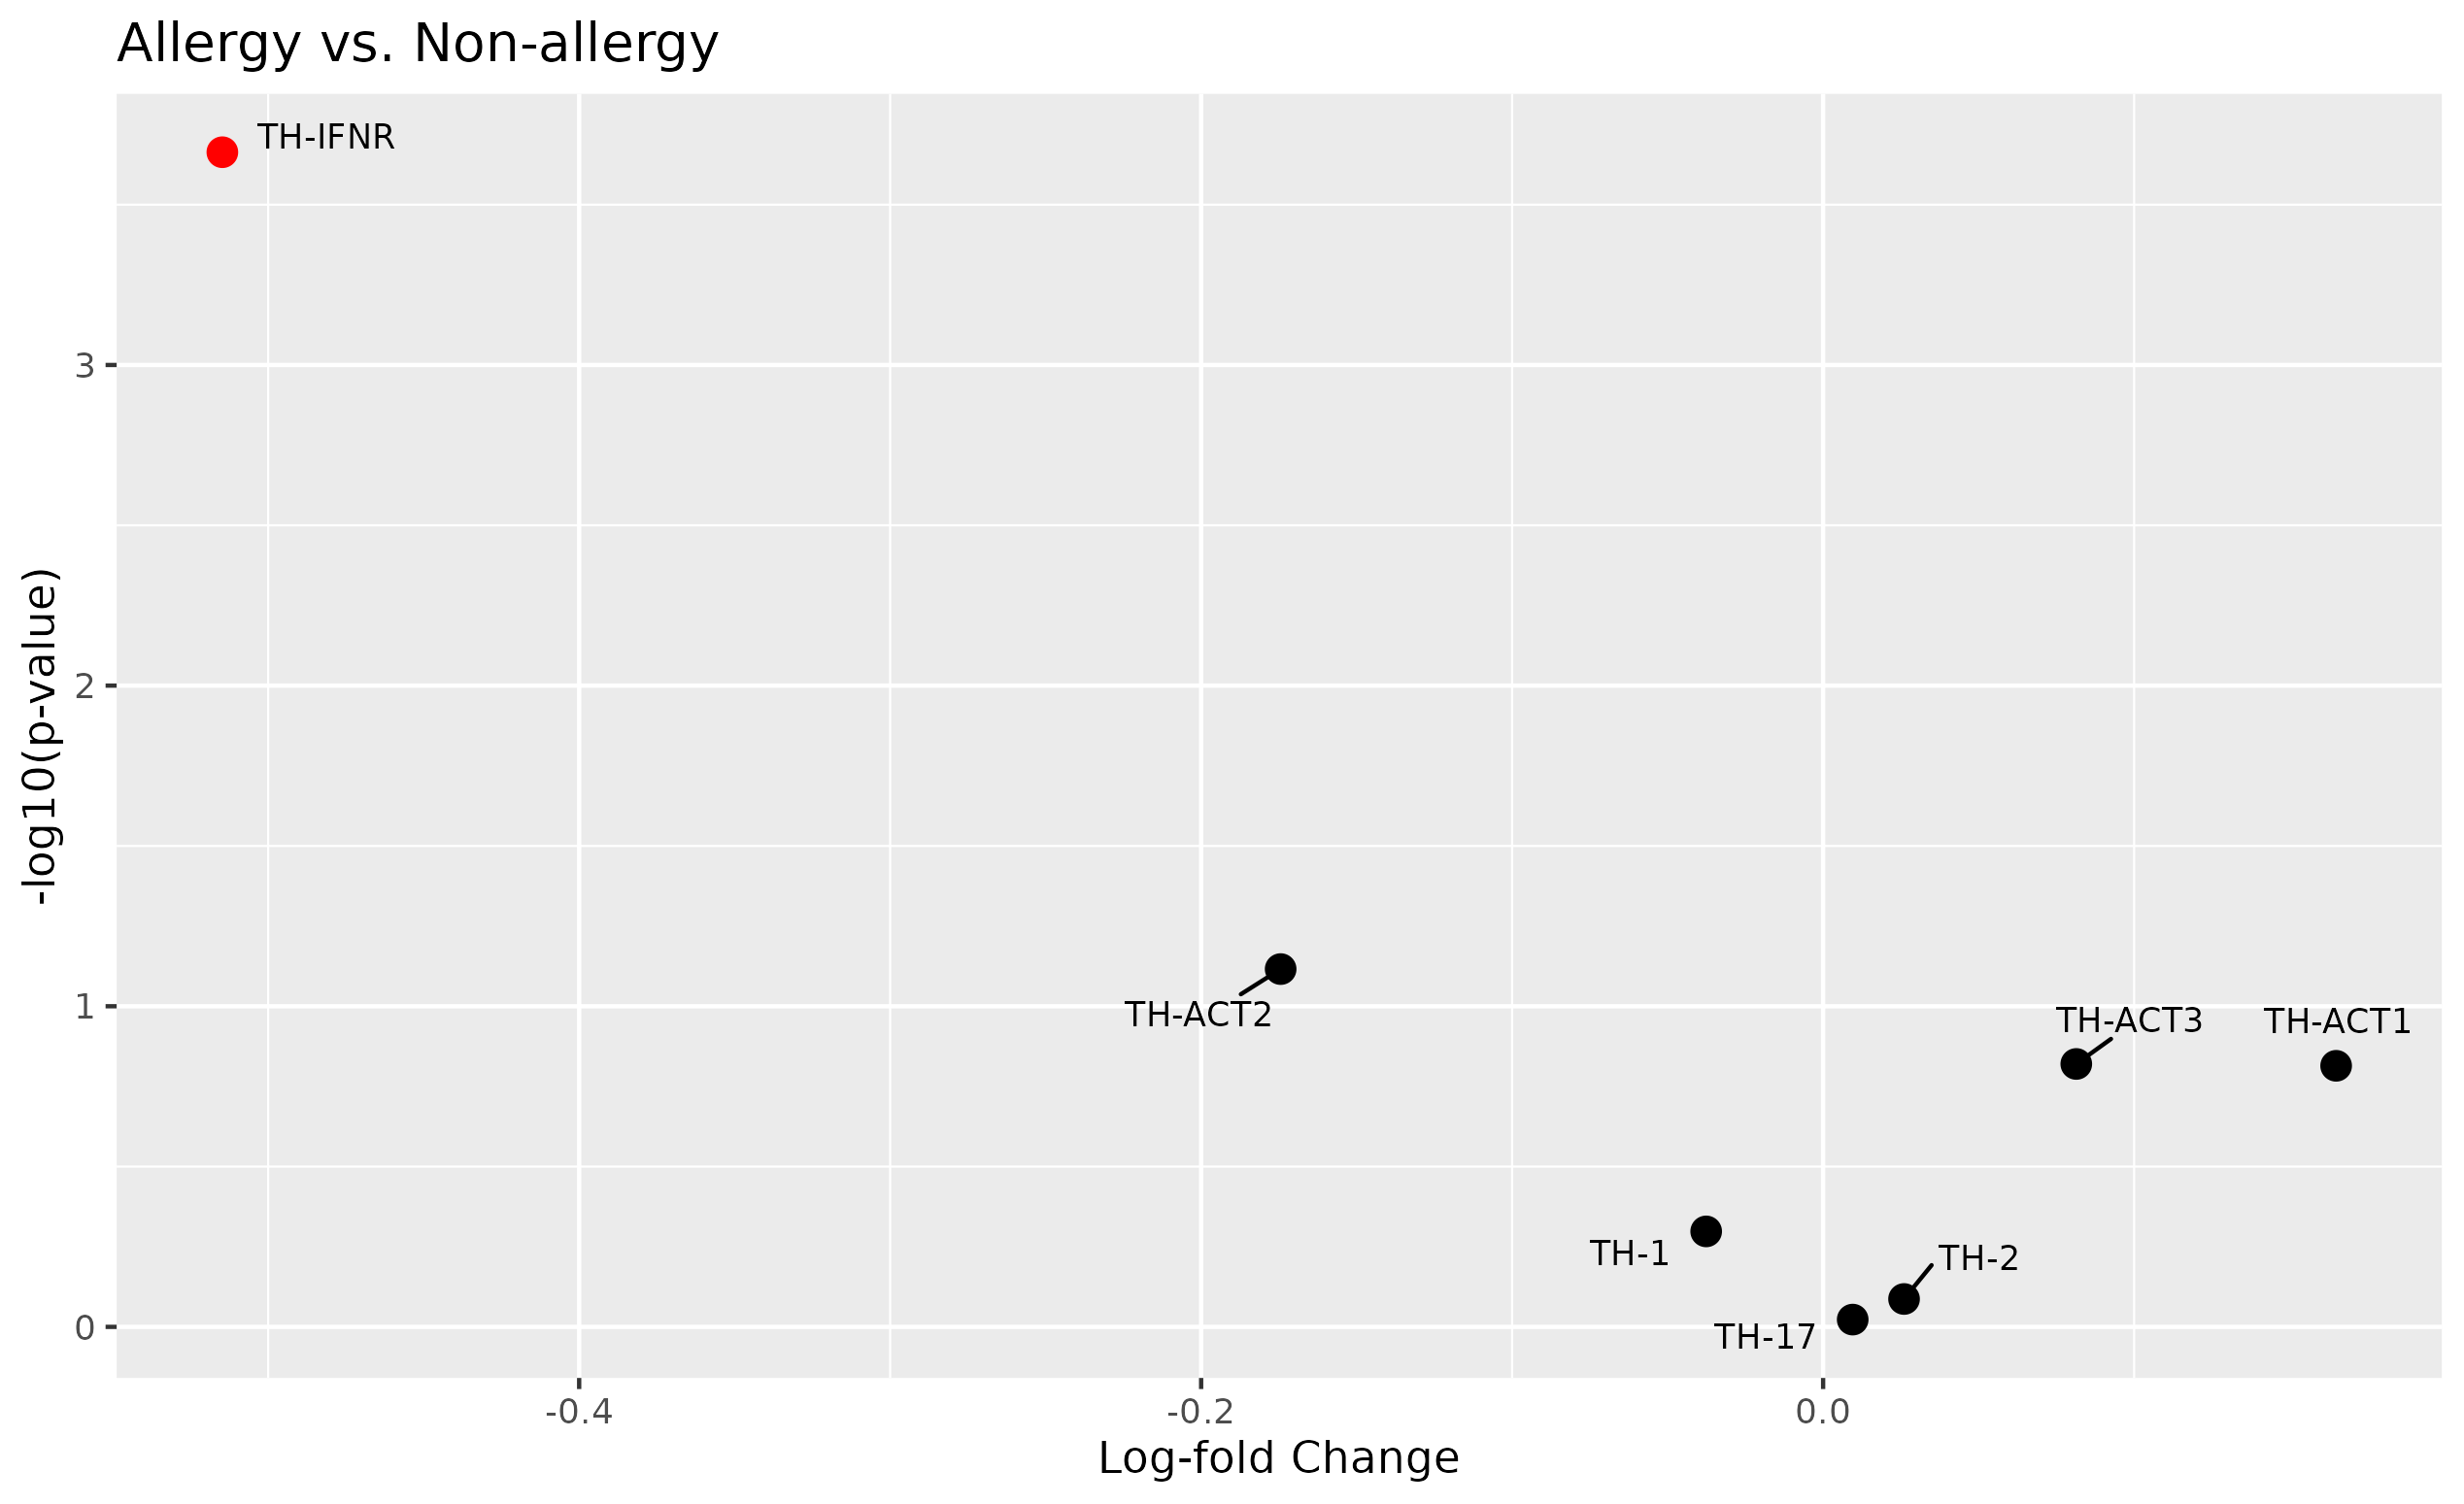 Allergy vs. Non-allergy
TH-IFNR
3
-log10(p-value)
2
1
TH-ACT2
TH-ACT3
TH-ACT1
TH-1
TH-2
TH-17
0
-0.4
-0.2
0.0
Log-fold Change